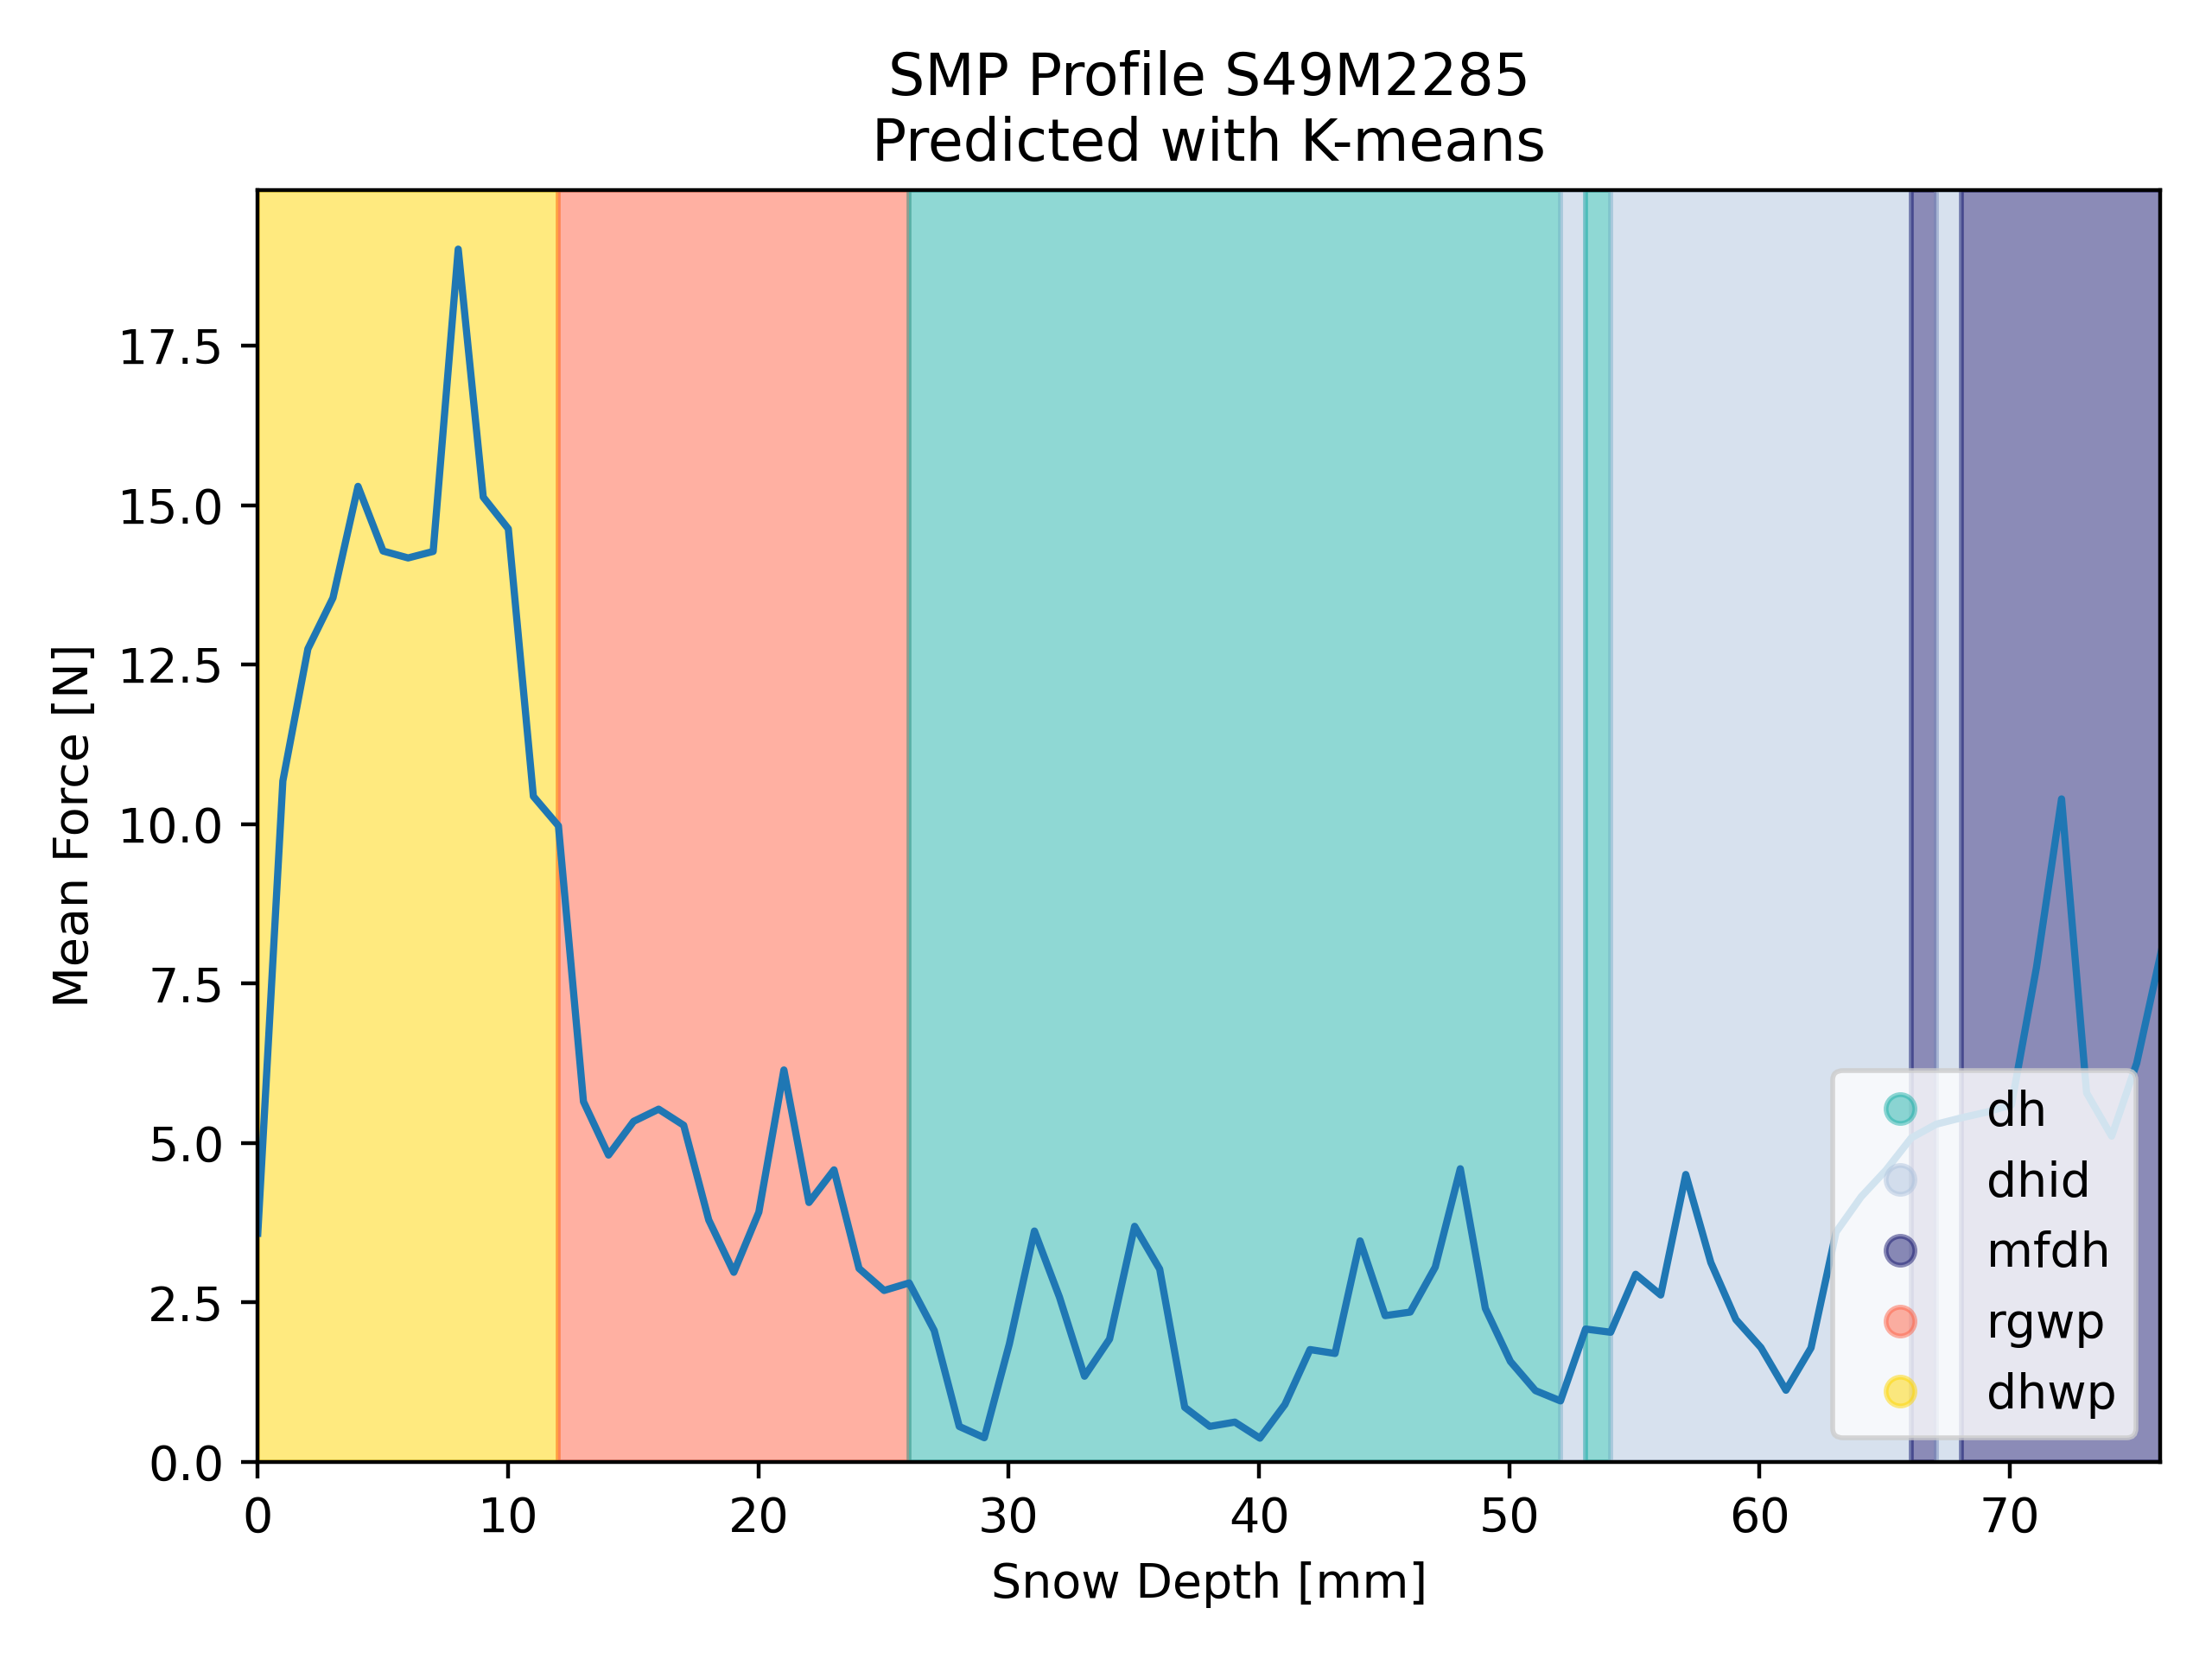 SMP Profile S49M2285
Predicted with K-means
Mean Force [N]
17.5
15.0
12.5
10.0
7.5
5.0
2.5
0.0
dh
dhid
mfdh
rgwp
dhwp
0 10 20 30 40 50 60 70
Snow Depth [mm]